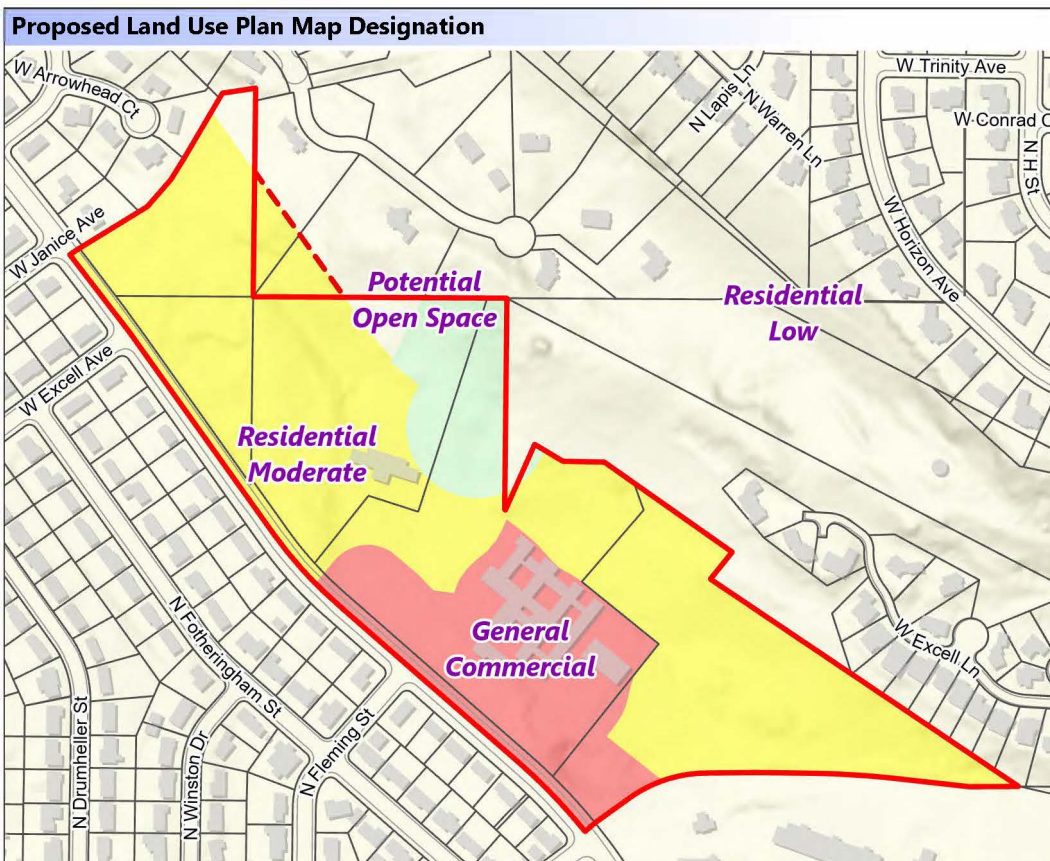 Proposed Land Use Plan Map Designation
W Arrowhead Ct
N Lapis Ln
N Warren Ln
W Trinity Ave
W Conrad C
N H St
W Janice Ave
W Horizon Ave
Potential
Open Space
Residential
Low
W Excell Ave
Residential
Moderate
N Fotheringham St
General
Commercial
W Excell Ln
N Drumheller St
N Winston Dr
N Fleming St